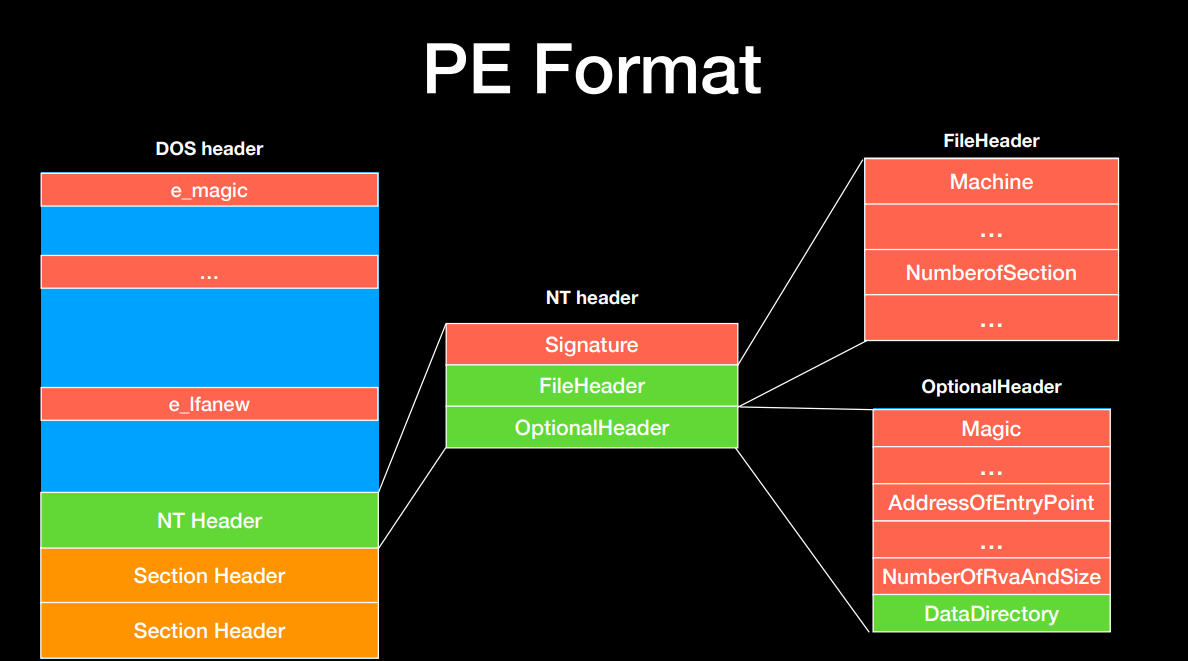 PE Format
DOS header
e_magic
...
e_lfanew
NT Header
Section Header
Section Header
NT header
Signature
FileHeader
OptionalHeader
FileHeader
Machine
...
NumberofSection
...
OptionalHeader
Magic
...
AddressOfEntryPoint
...
NumberOfRvaAndSize
DataDirectory